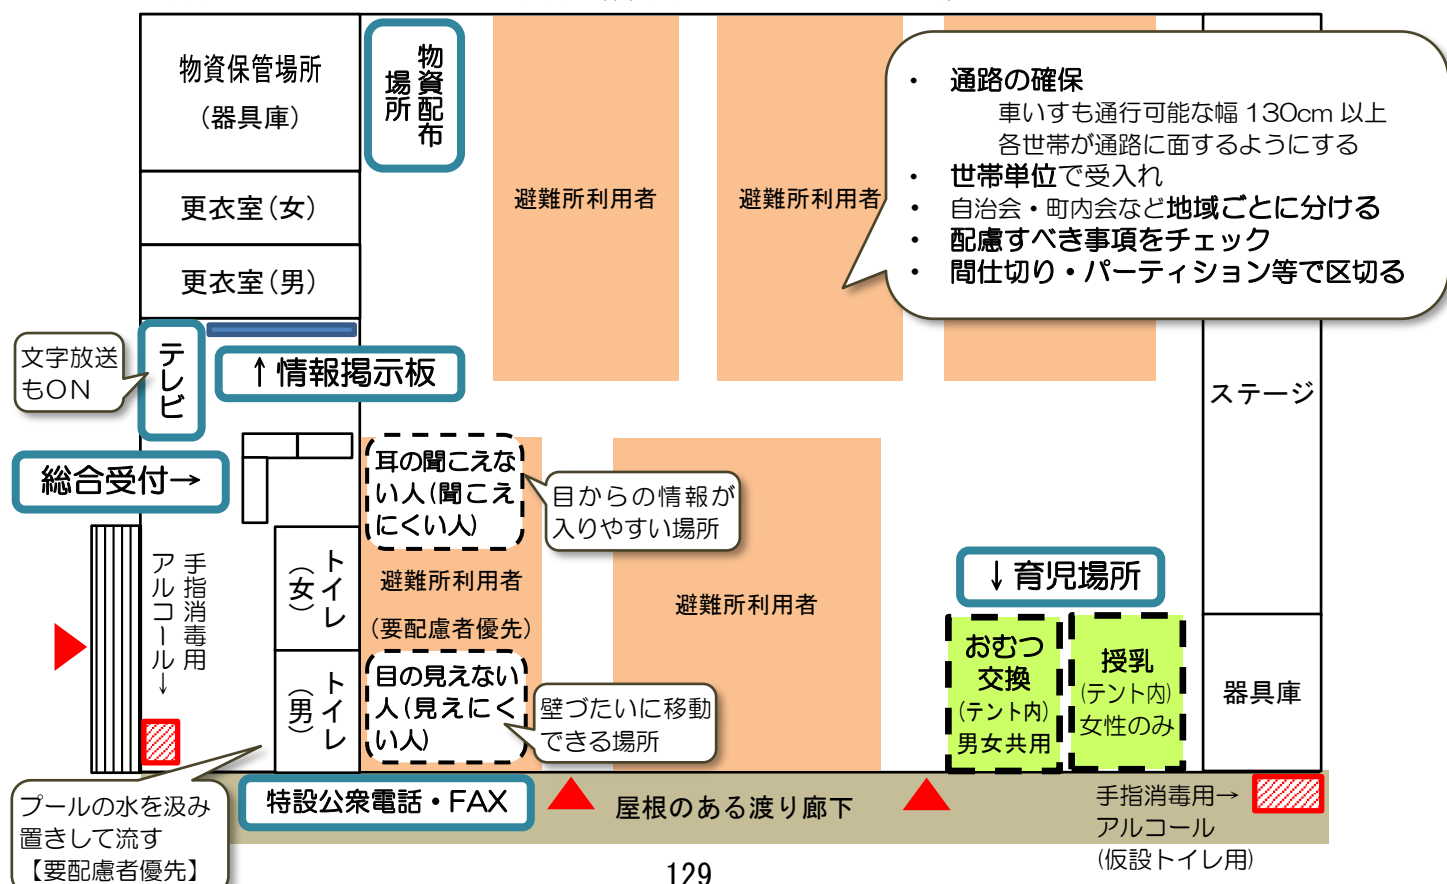 物資保管場所
（器具庫）
物資配布
場所
更衣室（女）
更衣室（男）
避難所利用者
避難所利用者
・ 通路の確保
車いすも通行可能な幅 130cm 以上
各世帯が通路に面するようにする
・ 世帯単位で受入れ
・ 自治会・町内会など地域ごとに分ける
・ 配慮すべき事項をチェック
・ 間仕切り・パーティション等で区切る
文字放送
もON
テレビ
↑情報掲示板
ステージ
総合受付→
耳の聞こえな
い人（聞こえ
にくい人）
目からの情報が
入りやすい場所
手指消毒用
アルコール→
トイレ
（女）
避難所利用者
（要配慮者優先）
避難所利用者
↓育児場所
トイレ
（男）
目の見えない
人（見えにく
い人）
壁づたいに移動
できる場所
おむつ
交換
（テント内）
男女共用
授乳
（テント内）
女性のみ
器具庫
プールの水を汲み
置きして流す
【要配慮者優先】
特設公衆電話・FAX
屋根のある渡り廊下
手指消毒用→
アルコール
（仮設トイレ用）
129